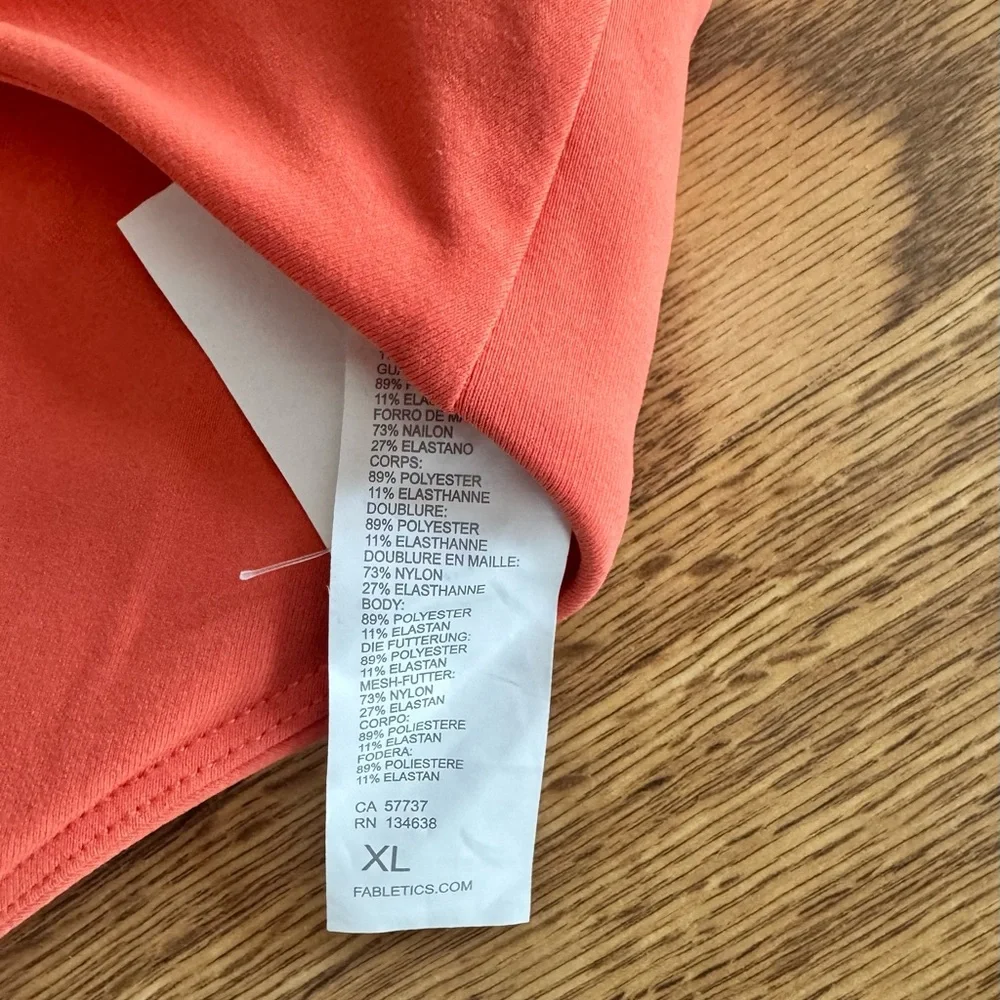 89%
11%
FORRO DE
73% NAILON
27% ELASTANO
CORPS:
89% POLYESTER
11% ELASTHANNE
DOUBLURE:
89% POLYESTER
11% ELASTHANNE
DOUBLURE EN MAILLE:
73% NYLON
27% ELASTHANNE
BODY:
89% POLYESTER
11% ELASTAN
DIE FUTTERUNG:
89% POLYESTER
11% ELASTAN
MESH-FUTTER:
73% NYLON
27% ELASTAN
CORPO:
89% POLIESTERE
11% ELASTAN
FODERA:
89% POLIESTERE
11% ELASTAN
CA 57737
RN 134638
XL
FABLETICS.COM